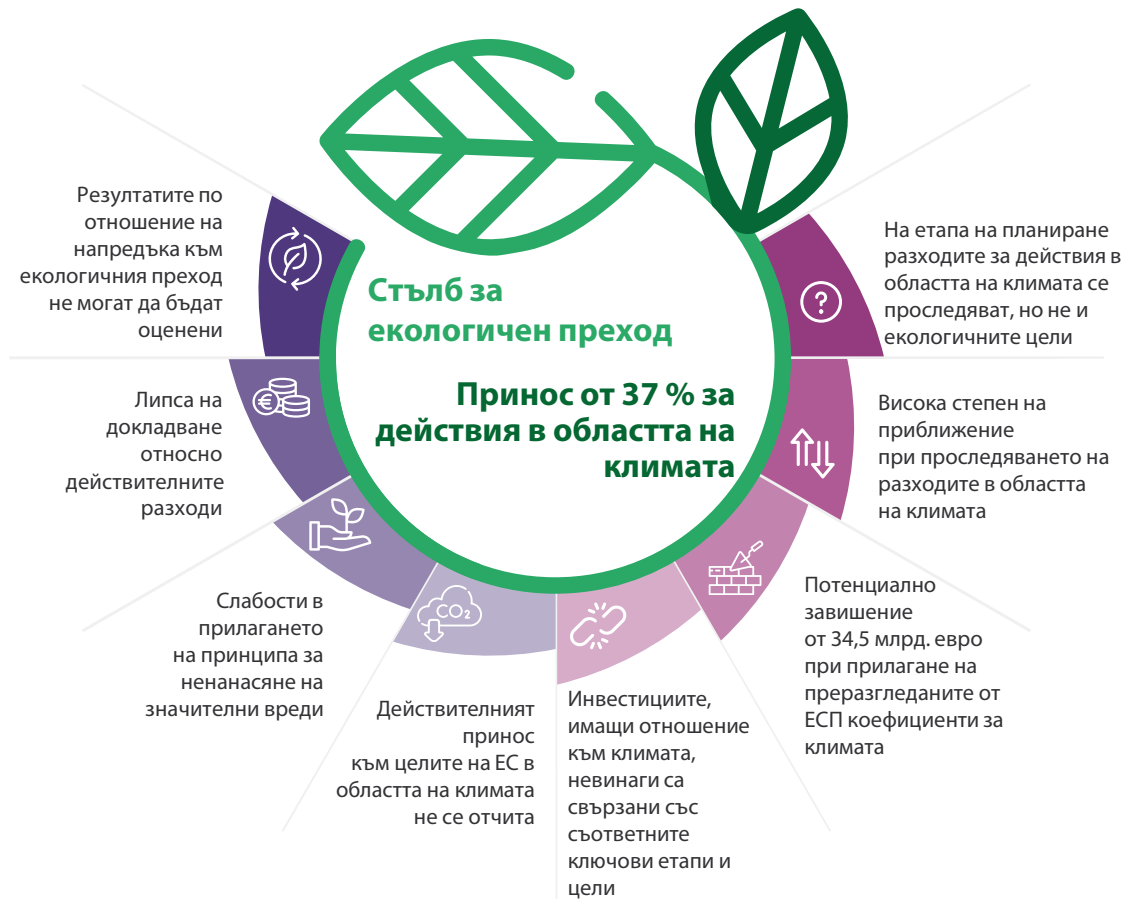 Стълб за
екологичен преход
Принос от 37 % за
действия в областта на
климата
На етапа на планиране
разходите за действия в
областта на климата се
проследяват, но не и
екологичните цели
?
Висока степен на
приближение
при проследяването на
разходите в областта
на климата
Потенциално
завишение
от 34,5 млрд. евро
при прилагане на
преразгледаните от
ЕСП коефициенти за
климата
Инвестициите,
имащи отношение
към климата,
невинаги са
свързани със
съответните
ключови етапи и
цели
CO₂
Действителният
принос
към целите на ЕС в
областта на климата
не се отчита
Слабости в
прилагането
на принципа за
ненанасяне на
значителни вреди
€
Липса на
докладване
относно
действителните
разходи
Резултатите по
отношение на
напредъка към
екологичния преход
не могат да бъдат
оценени